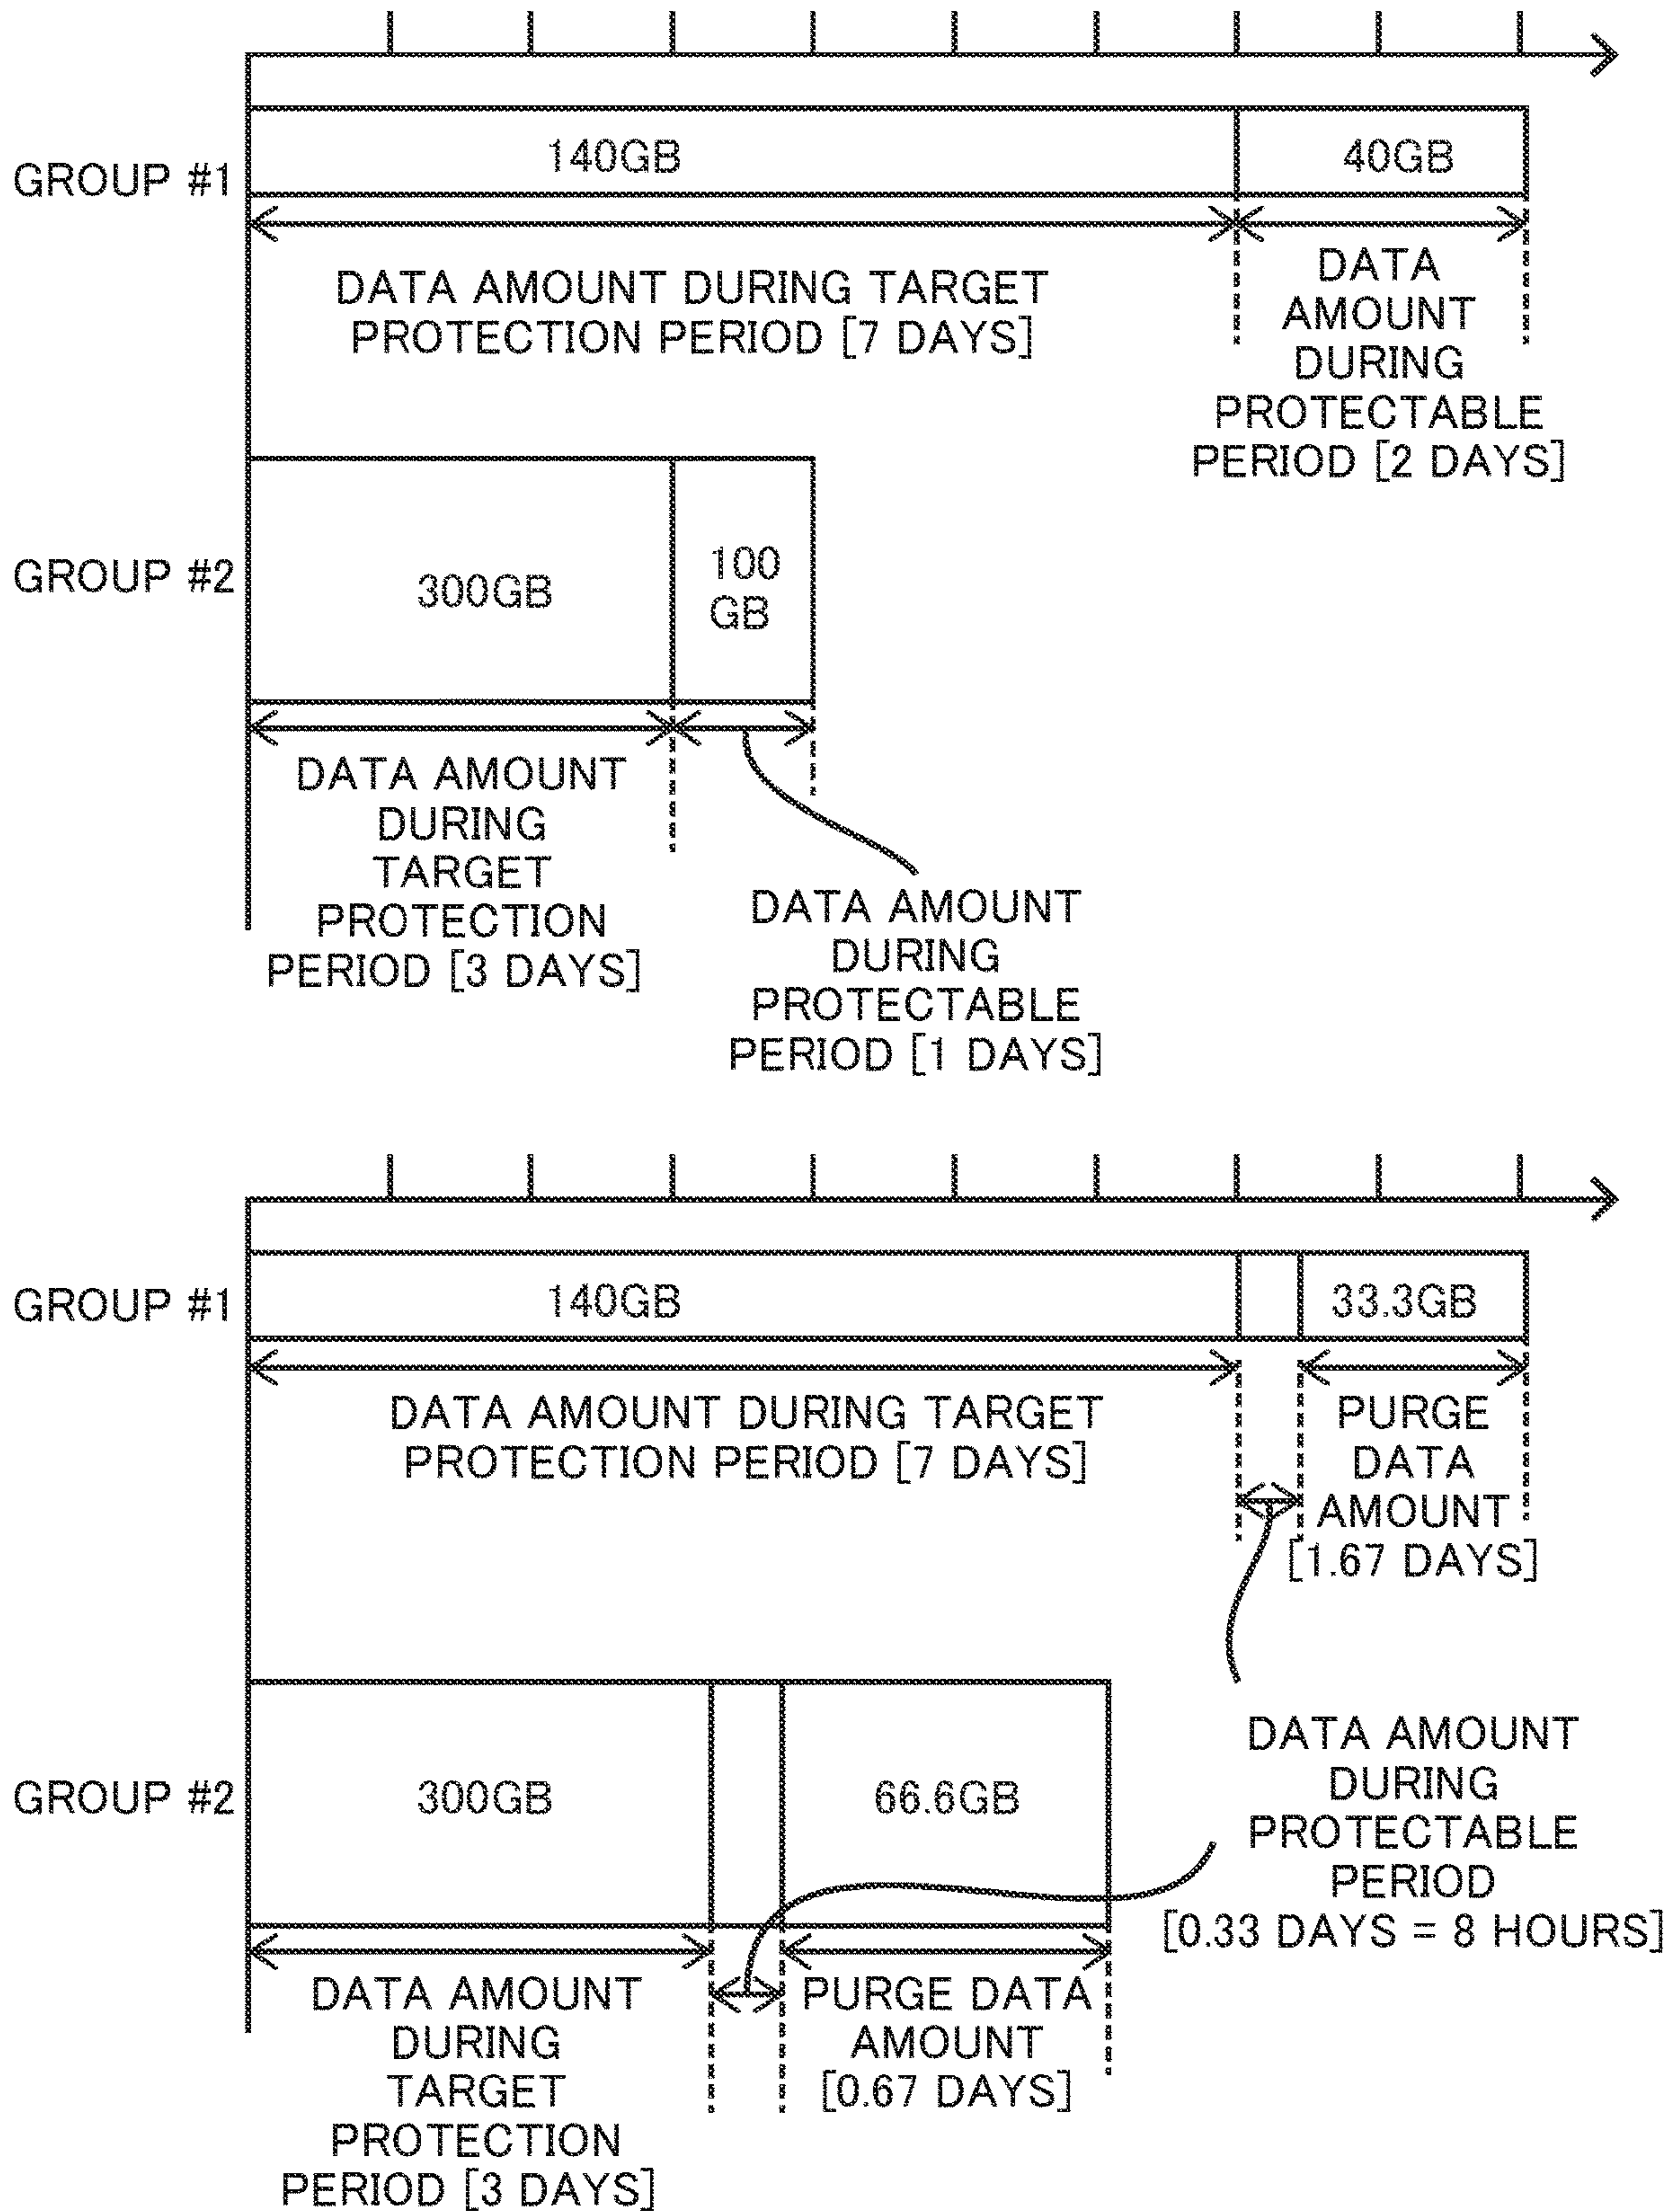 GROUP #1
140GB
40GB
DATA AMOUNT DURING TARGET
PROTECTION PERIOD [7 DAYS]
DATA
AMOUNT
DURING
PROTECTABLE
PERIOD [2 DAYS]
GROUP #2
300GB
100
GB
DATA AMOUNT
DURING
TARGET
PROTECTION
PERIOD [3 DAYS]
DATA AMOUNT
DURING
PROTECTABLE
PERIOD [1 DAYS]
GROUP #1
140GB
33.3GB
DATA AMOUNT DURING TARGET
PROTECTION PERIOD [7 DAYS]
PURGE
DATA
AMOUNT
[1.67 DAYS]
GROUP #2
300GB
66.6GB
DATA AMOUNT
DURING
PROTECTABLE
PERIOD
[0.33 DAYS = 8 HOURS]
DATA AMOUNT
DURING
TARGET
PROTECTION
PERIOD [3 DAYS]
PURGE DATA
AMOUNT
[0.67 DAYS]